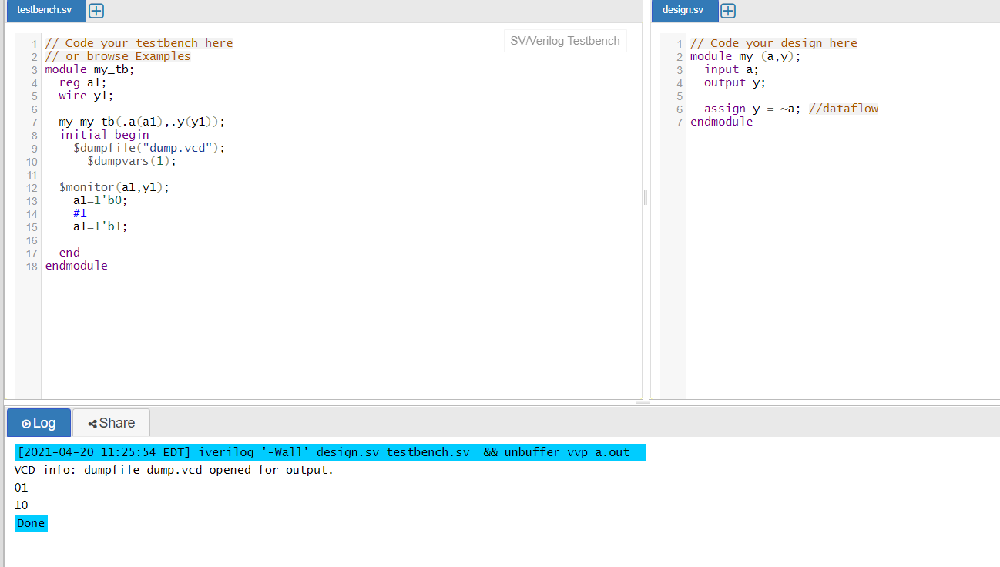 testbench.sv
SV/Verilog Testbench
1 // Code your testbench here
2 // or browse Examples
3 module my_tb;
4 reg a1;
5 wire y1;
6
7 my my_tb(.a(a1),.y(y1));
8 initial begin
9 $dumpfile("dump.vcd");
10 $dumpvars(1);
11
12 $monitor(a1,y1);
13 a1=1'b0;
14 #1
15 a1=1'b1;
16
17 end
18 endmodule
design.sv
1 // Code your design here
2 module my (a,y);
3 input a;
4 output y;
5
6 assign y = ~a; //dataflow
7 endmodule
Log
Share
[2021-04-20 11:25:54 EDT] iverilog '-Wall' design.sv testbench.sv && unbuffer vvp a.out
VCD info: dumpfile dump.vcd opened for output.
01
10
Done